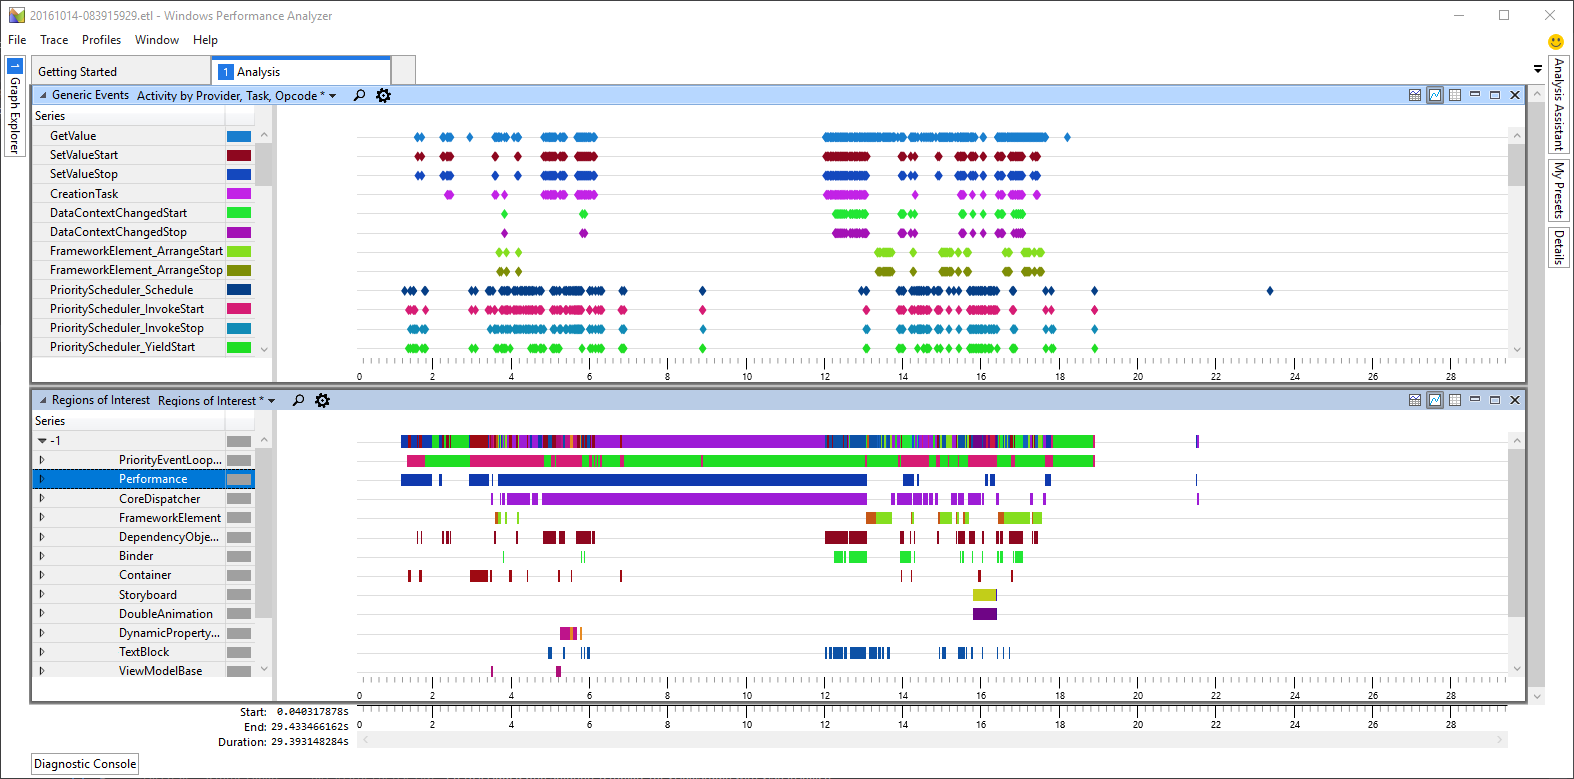 20161014-083915929.etl - Windows Performance Analyzer
File Trace Profiles Window Help
1 Graph Explorer
Getting Started
1 Analysis
Analysis Assistant
My Presets
Details
Generic Events Activity by Provider, Task, Opcode *
Series
GetValue
SetValueStart
SetValueStop
CreationTask
DataContextChangedStart
DataContextChangedStop
FrameworkElement_ArrangeStart
FrameworkElement_ArrangeStop
PriorityScheduler_Schedule
PriorityScheduler_InvokeStart
PriorityScheduler_InvokeStop
PriorityScheduler_YieldStart
0 2 4 6 8 10 12 14 16 18 20 22 24 26 28
Regions of Interest Regions of Interest *
Series
-1
PriorityEventLoop...
Performance
CoreDispatcher
FrameworkElement
DependencyObje...
Binder
Container
Storyboard
DoubleAnimation
DynamicProperty...
TextBlock
ViewModelBase
0 2 4 6 8 10 12 14 16 18 20 22 24 26 28
Start: 0.040317878s
End: 29.433466162s
Duration: 29.393148284s
0 2 4 6 8 10 12 14 16 18 20 22 24 26 28
Diagnostic Console